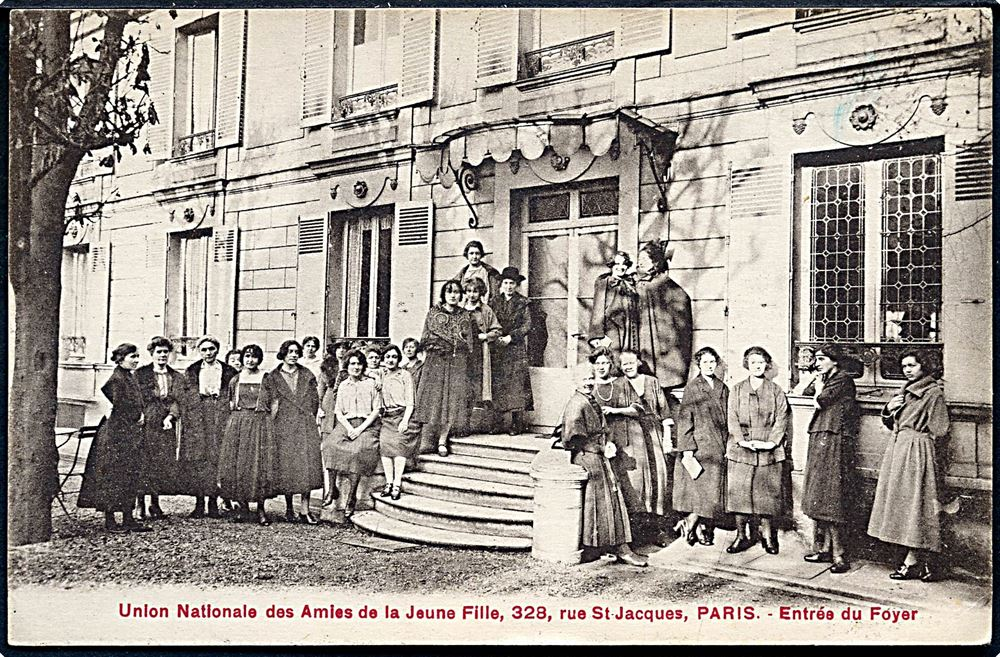 Union Nationale des Amies de la Jeune Fille, 328, rue St-Jacques, PARIS. - Entrée du Foyer